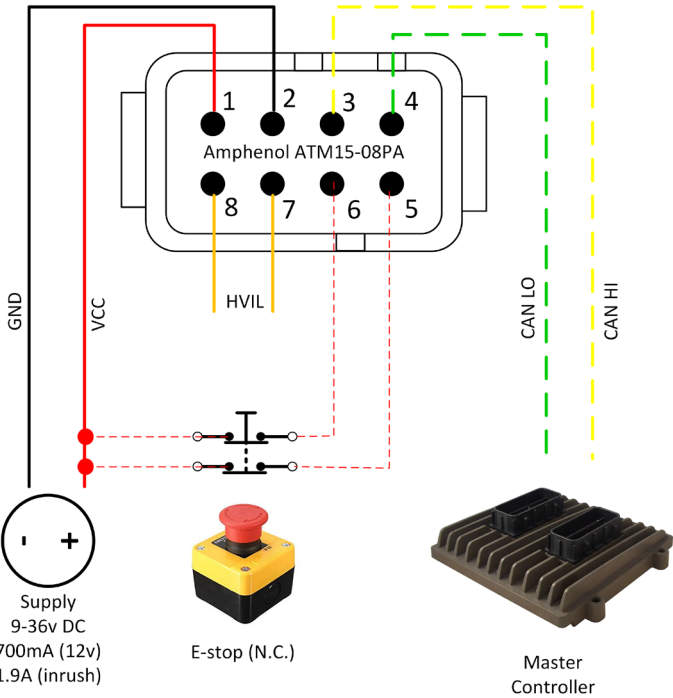 1
2
3
4
Amphenol ATM15-08PA
8
7
6
5
HVIL
GND
VCC
CAN LO
CAN HI
- +
Supply
9-36v DC
700mA (12v)
1.9A (inrush)
E-stop (N.C.)
Master
Controller